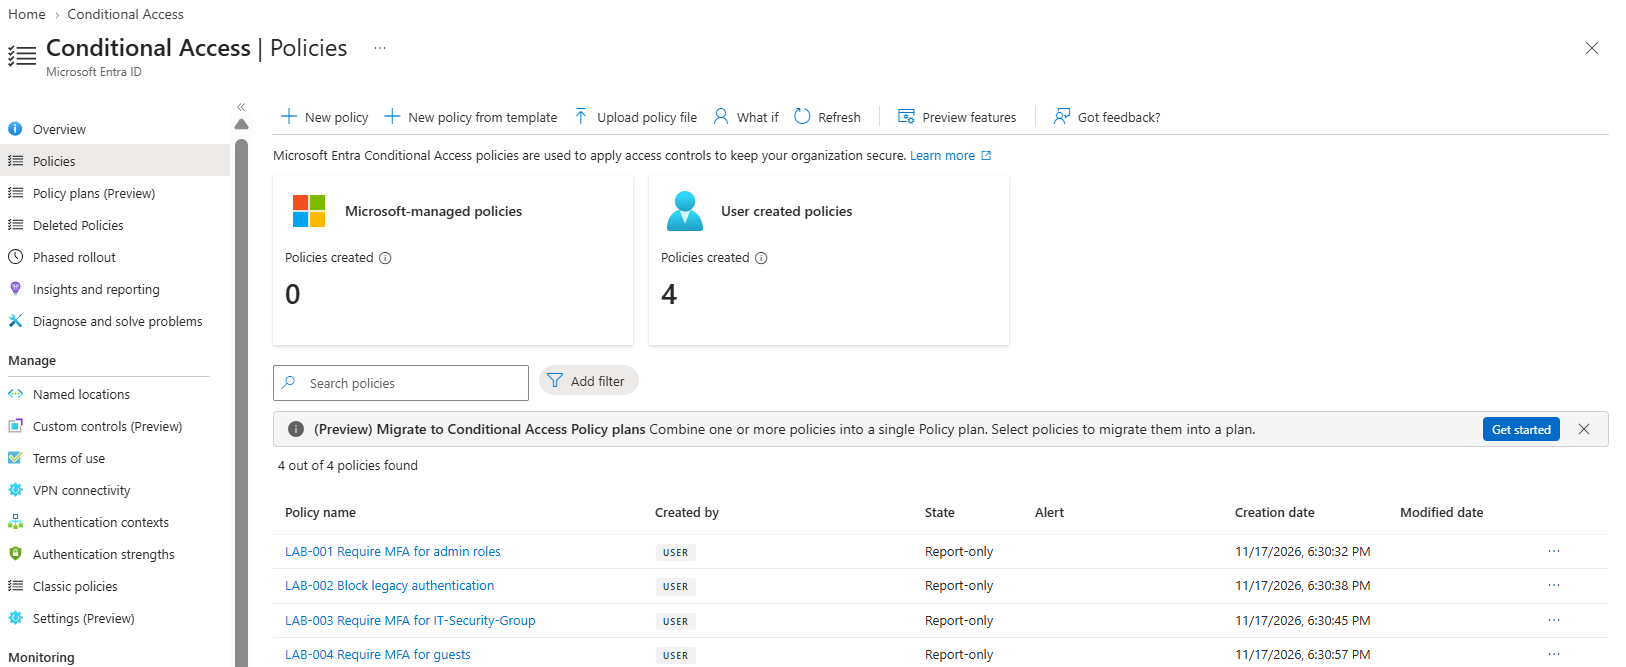 Home › Conditional Access
Conditional Access | Policies ...
Microsoft Entra ID
Overview
Policies
Policy plans (Preview)
Deleted Policies
Phased rollout
Insights and reporting
Diagnose and solve problems
Manage
Named locations
Custom controls (Preview)
Terms of use
VPN connectivity
Authentication contexts
Authentication strengths
Classic policies
Settings (Preview)
Monitoring
New policy New policy from template Upload policy file What if Refresh Preview features Got feedback?
Microsoft Entra Conditional Access policies are used to apply access controls to keep your organization secure. Learn more
Microsoft-managed policies
Policies created
0
User created policies
Policies created
4
Search policies Add filter
(Preview) Migrate to Conditional Access Policy plans Combine one or more policies into a single Policy plan. Select policies to migrate them into a plan. Get started
4 out of 4 policies found
Policy name Created by State Alert Creation date Modified date
LAB-001 Require MFA for admin roles USER Report-only 11/17/2026, 6:30:32 PM ...
LAB-002 Block legacy authentication USER Report-only 11/17/2026, 6:30:38 PM ...
LAB-003 Require MFA for IT-Security-Group USER Report-only 11/17/2026, 6:30:45 PM ...
LAB-004 Require MFA for guests USER Report-only 11/17/2026, 6:30:57 PM ...